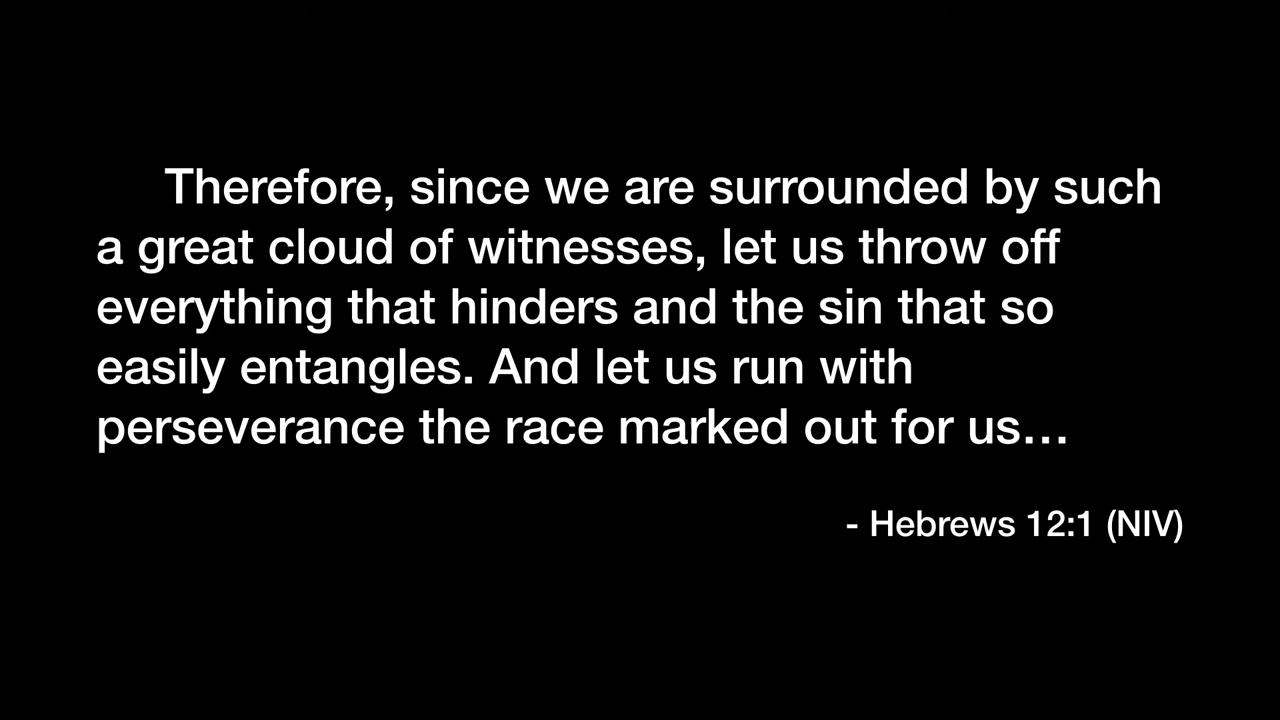 Therefore, since we are surrounded by such
a great cloud of witnesses, let us throw off
everything that hinders and the sin that so
easily entangles. And let us run with
perseverance the race marked out for us…
- Hebrews 12:1 (NIV)